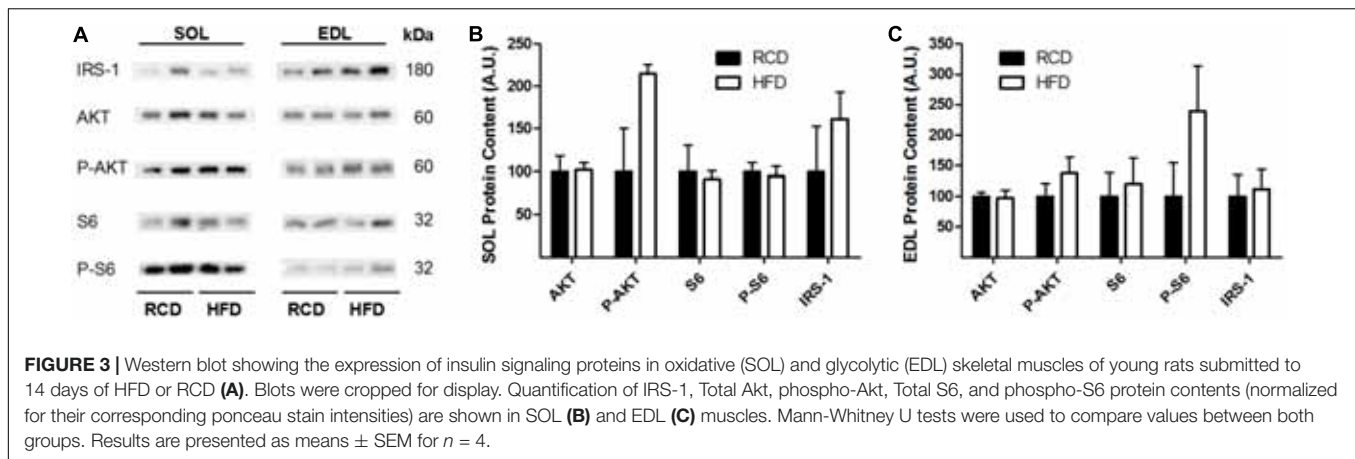 A
SOL EDL kDa
IRS-1 180
AKT 60
P-AKT 60
S6 32
P-S6 32
RCD HFD RCD HFD
B
SOL Protein Content (A.U.)
250
200
150
100
50
RCD
HFD
AKT P-AKT S6 P-S6 IRS-1
C
EDL Protein Content (A.U.)
350
300
250
200
150
100
50
RCD
HFD
AKT P-AKT S6 P-S6 IRS-1
FIGURE 3 | Western blot showing the expression of insulin signaling proteins in oxidative (SOL) and glycolytic (EDL) skeletal muscles of young rats submitted to
14 days of HFD or RCD (A). Blots were cropped for display. Quantification of IRS-1, Total Akt, phospho-Akt, Total S6, and phospho-S6 protein contents (normalized
for their corresponding ponceau stain intensities) are shown in SOL (B) and EDL (C) muscles. Mann-Whitney U tests were used to compare values between both
groups. Results are presented as means ± SEM for n = 4.